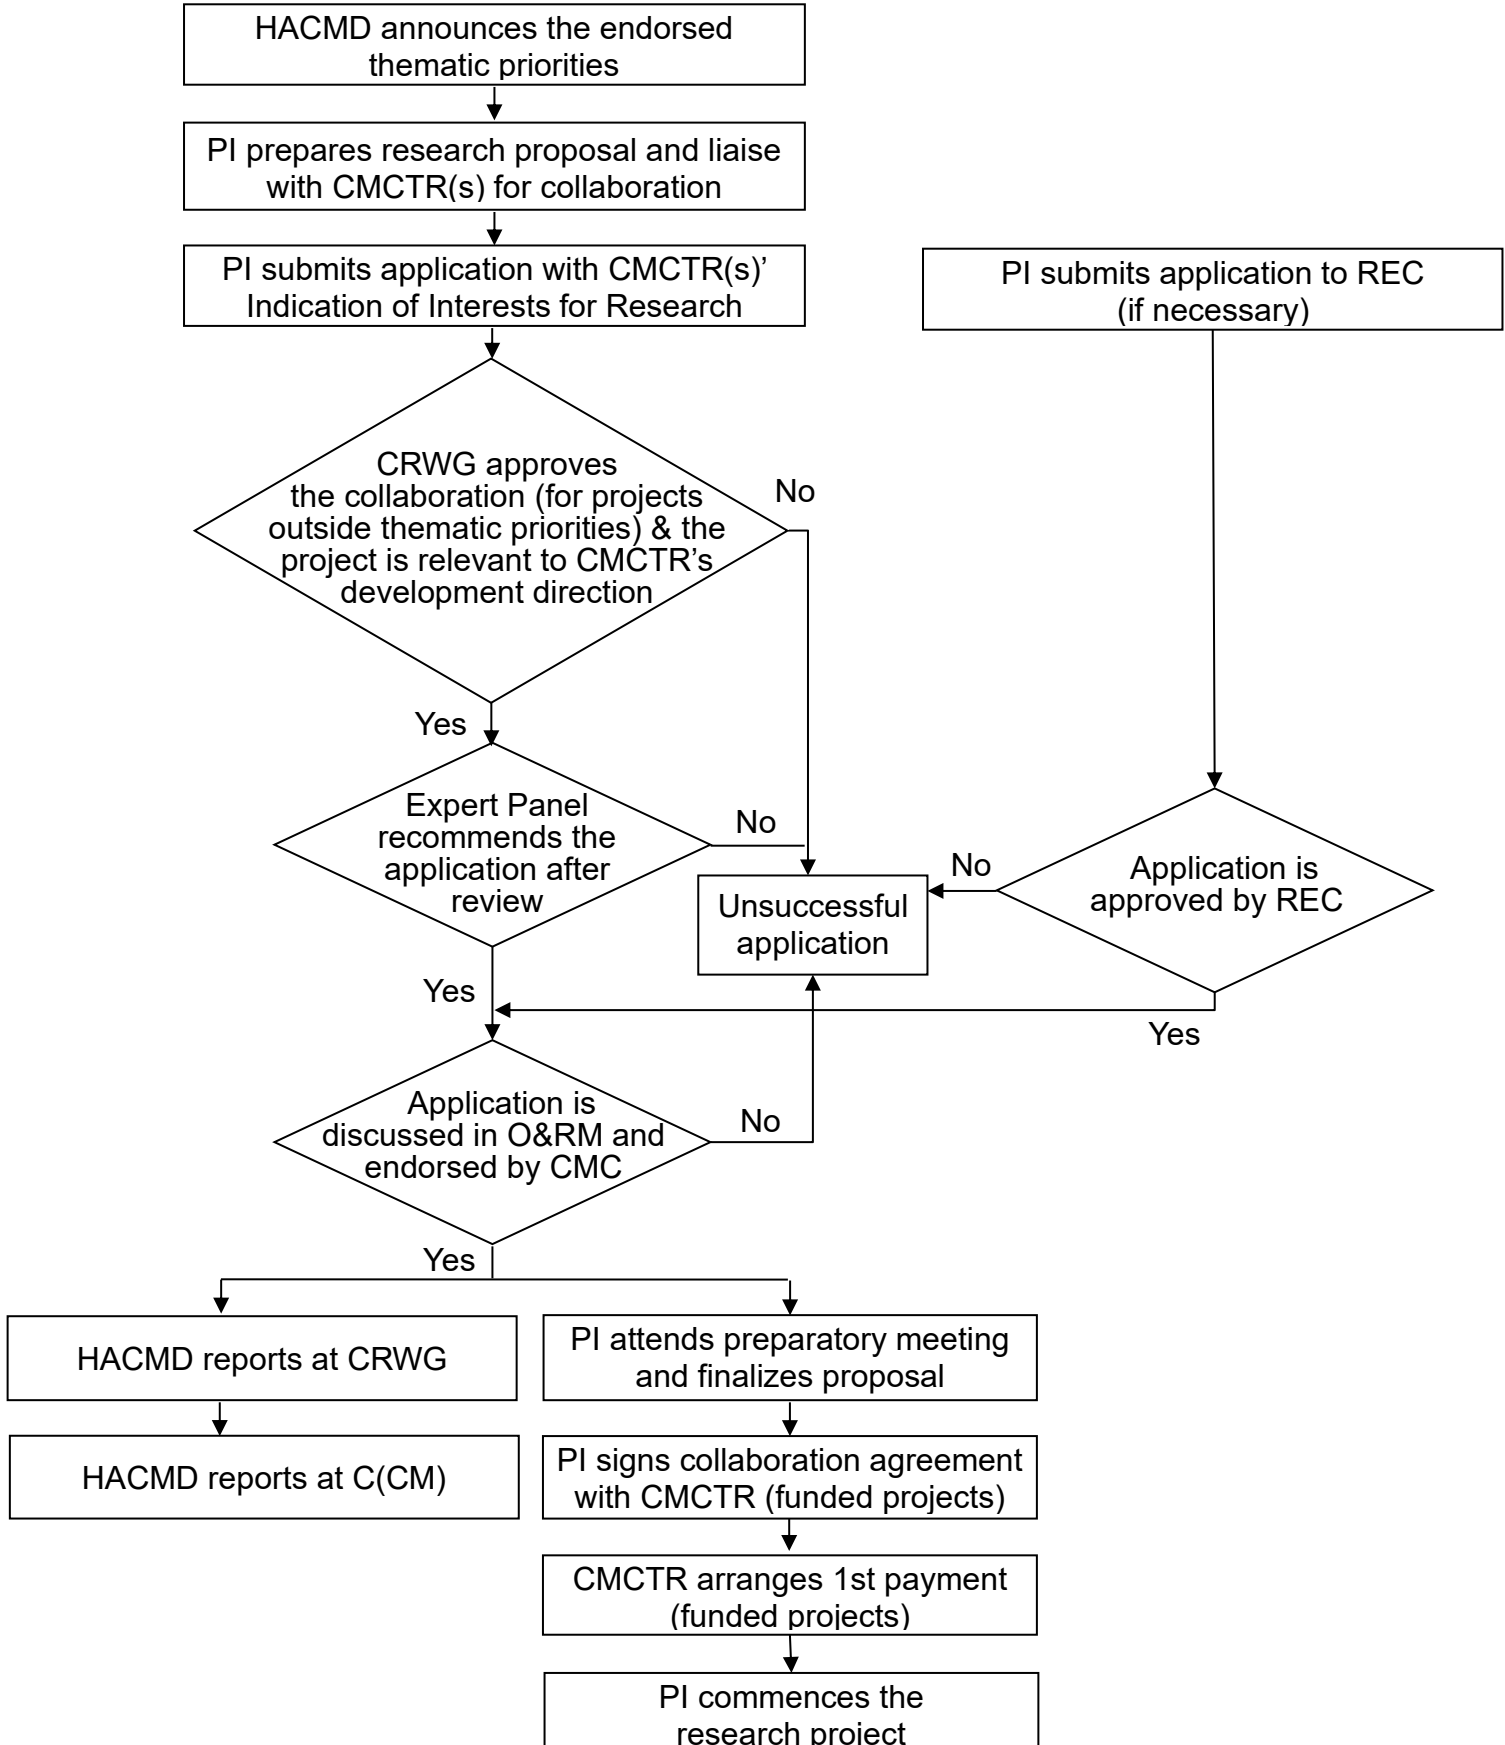 HACMD announces the endorsed
thematic priorities
PI prepares research proposal and liaise
with CMCTR(s) for collaboration
PI submits application with CMCTR(s)’
Indication of Interests for Research
PI submits application to REC
(if necessary)
CRWG approves
the collaboration (for projects
outside thematic priorities) & the
project is relevant to CMCTR’s
development direction
No
Yes
Expert Panel
recommends the
application after
review
No
Unsuccessful
application
No
Application is
approved by REC
Yes
Yes
Application is
discussed in O&RM and
endorsed by CMC
No
Yes
HACMD reports at CRWG
PI attends preparatory meeting
and finalizes proposal
HACMD reports at C(CM)
PI signs collaboration agreement
with CMCTR (funded projects)
CMCTR arranges 1st payment
(funded projects)
PI commences the
research project